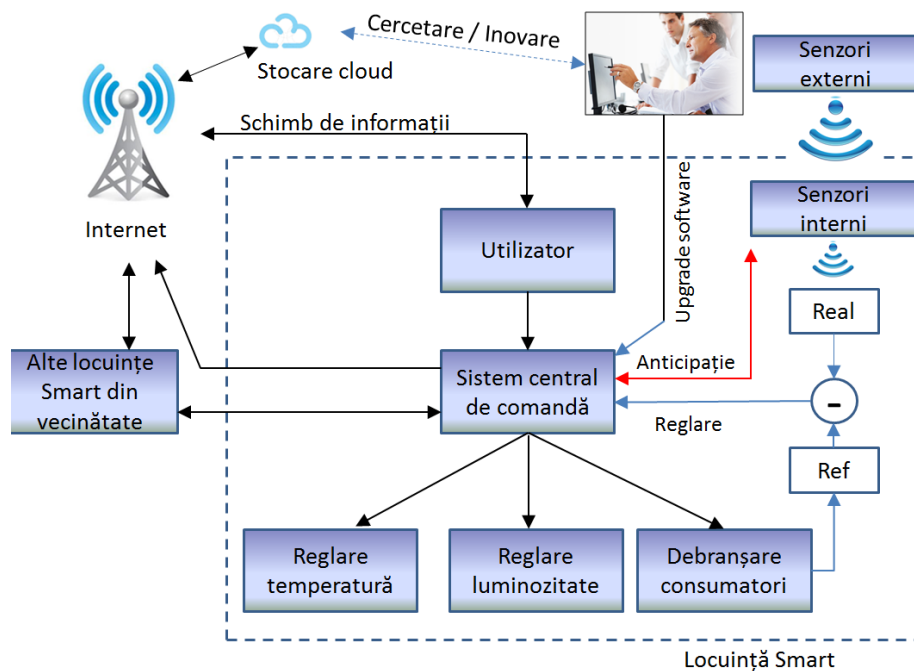 Cercetare / Inovare
Stocare cloud
Senzori
externi
Schimb de informații
Internet
Utilizator
Upgrade software
Senzori
interni
Real
Alte locuințe
Smart din
vecinătate
Sistem central
de comandă
Anticipație
-
Reglare
Ref
Reglare
temperatură
Reglare
luminozitate
Debranșare
consumatori
Locuință Smart